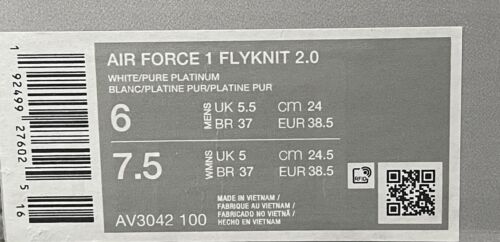 AIR FORCE 1 FLYKNIT 2.0
WHITE/PURE PLATINUM
BLANC/PLATINE PUR/PLATINE PUR
6 MENS UK 5.5 cm 24
BR 37 EUR 38.5
7.5 WMNS UK 5 cm 24.5
BR 37 EUR 38.5
RFID
MADE IN VIETNAM /
FABRIQUE AU VIETNAM /
FABRICADO NO VIETNÃ /
HECHO EN VIETNAM
AV3042 100
1 92499 27602 5 16